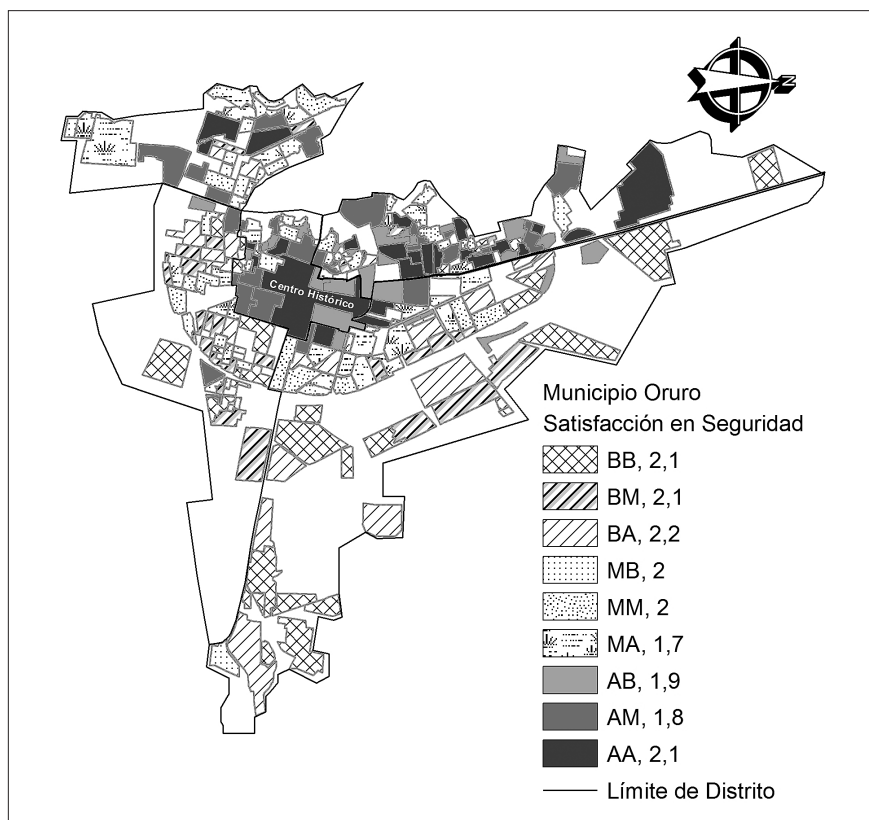 N
Centro Histórico
Municipio Oruro
Satisfacción en Seguridad
BB, 2,1
BM, 2,1
BA, 2,2
MB, 2
MM, 2
MA, 1,7
AB, 1,9
AM, 1,8
AA, 2,1
Límite de Distrito